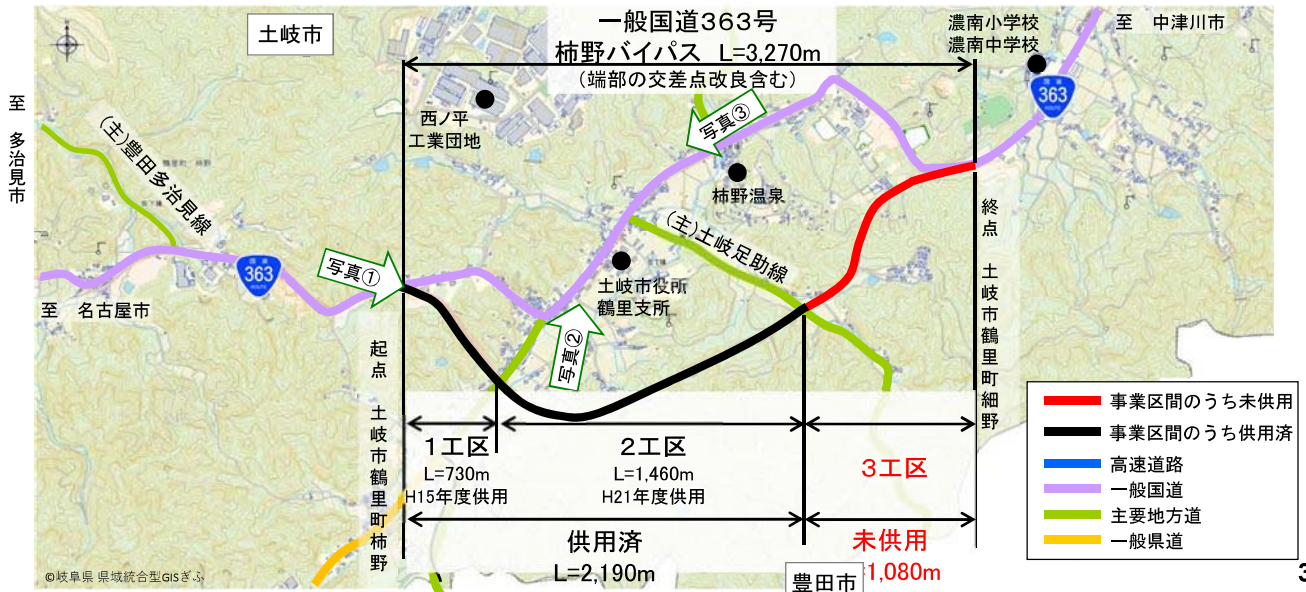 一般国道363号
柿野バイパス L=3,270m
(端部の交差点改良含む)
土岐市
濃南小学校
濃南中学校
至 中津川市
363
至 多治見市
(主)豊田多治見線
西ノ平
工業団地
写真③
柿野温泉
(主)土岐足助線
363
写真①
土岐市役所
鶴里支所
至 名古屋市
写真②
起点 土岐市鶴里町柿野
終点 土岐市鶴里町細野
1工区
L=730m
H15年度供用
2工区
L=1,460m
H21年度供用
3工区
供用済
L=2,190m
未供用
1,080m
豊田市
事業区間のうち未供用
事業区間のうち供用済
高速道路
一般国道
主要地方道
一般県道
©岐阜県 県域統合型GISぎふ
3